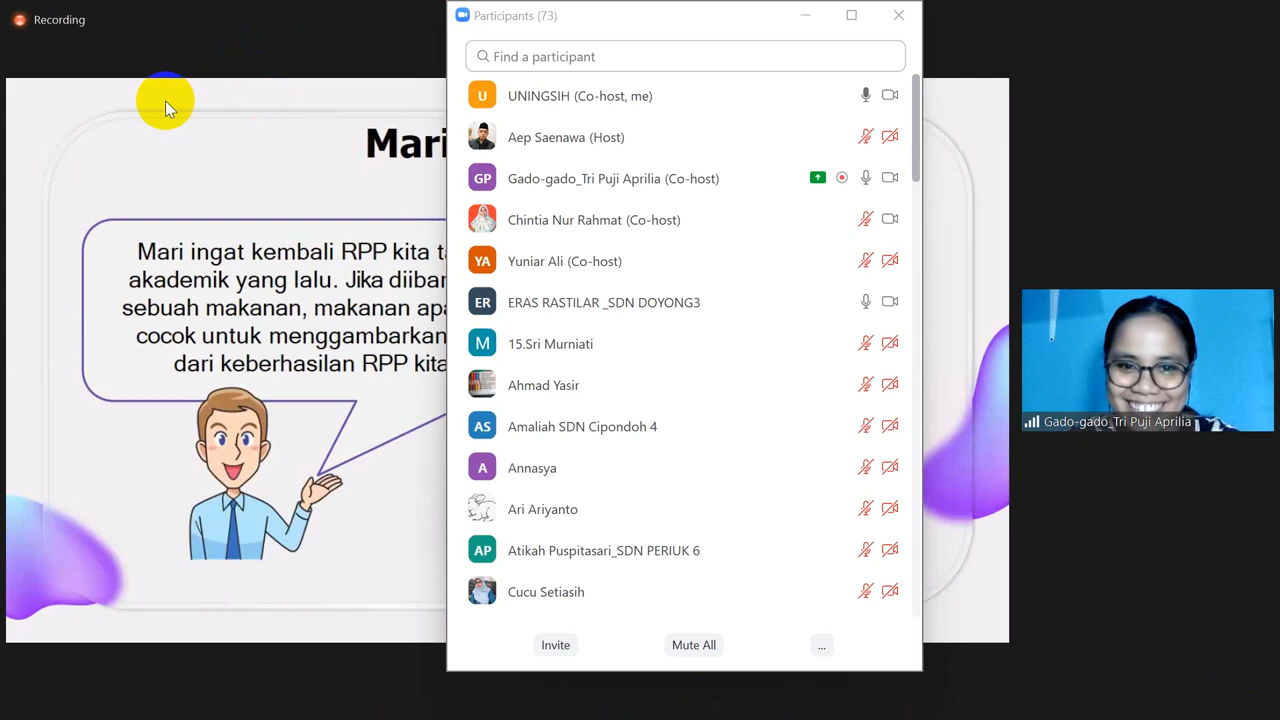 Recording
Participants (73)
Find a participant
U UNINGSIH (Co-host, me)
Aep Saenawa (Host)
GP Gado-gado_Tri Puji Aprilia (Co-host)
Chintia Nur Rahmat (Co-host)
YA Yuniar Ali (Co-host)
ER ERAS RASTILAR _SDN DOYONG3
M 15.Sri Murniati
Ahmad Yasir
AS Amaliah SDN Cipondoh 4
A Annasya
Ari Ariyanto
AP Atikah Puspitasari_SDN PERIUK 6
Cucu Setiasih
Invite Mute All ...
Mari
Mari ingat kembali RPP kita
akademik yang lalu. Jika
sebuah makanan, makanan
cocok untuk menggambarkan
dari keberhasilan RPP kita
Gado-gado_Tri Puji Aprilia